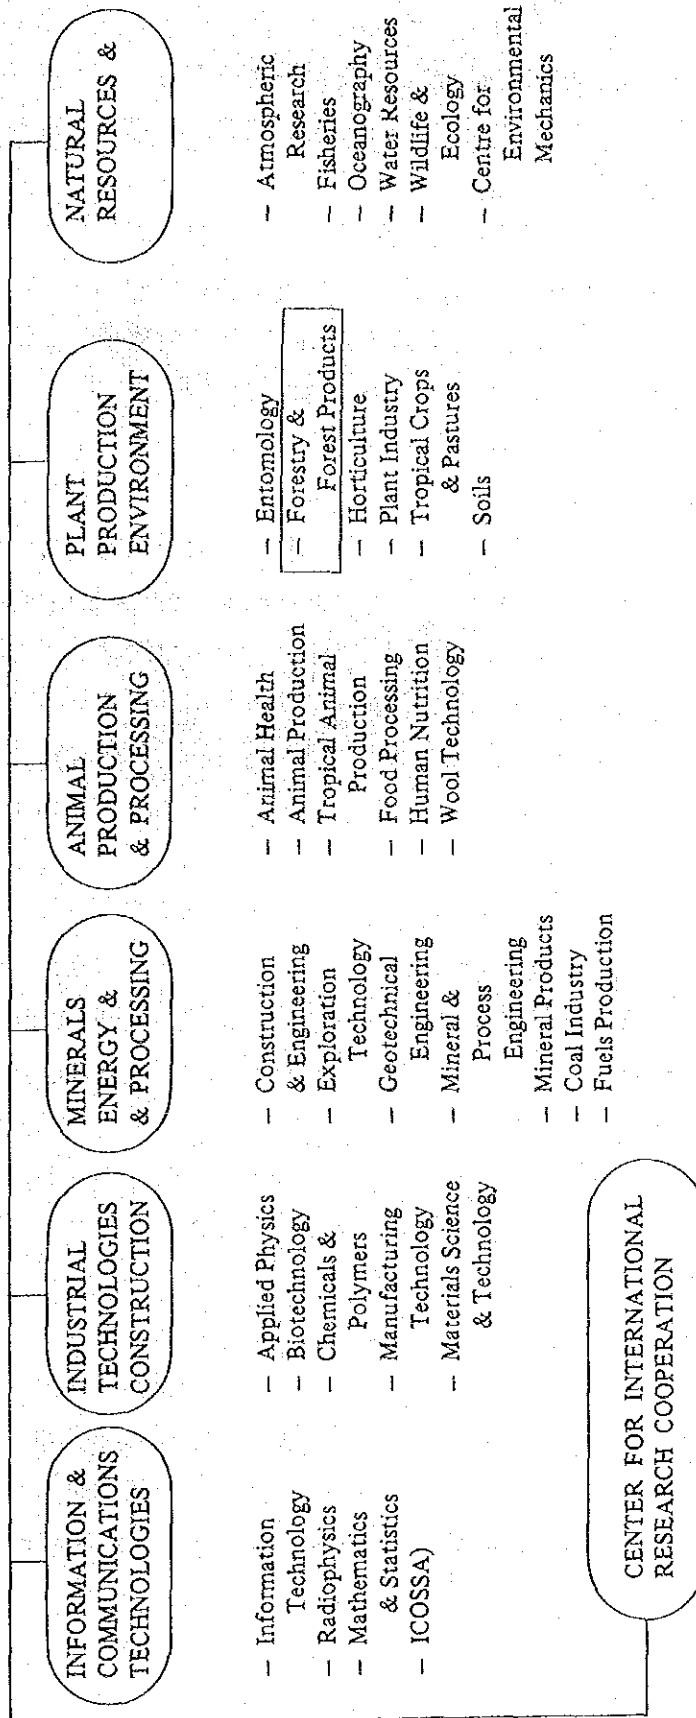 INFORMATION &
COMMUNICATIONS
TECHNOLOGIES
– Information
Technology
– Radiophysics
– Mathematics
& Statistics
– ICOSSA)
INDUSTRIAL
TECHNOLOGIES
CONSTRUCTION
– Applied Physics
– Biotechnology
– Chemicals &
Polymers
– Manufacturing
Technology
– Materials Science
& Technology
MINERALS
ENERGY &
& PROCESSING
– Construction
& Engineering
– Exploration
Technology
– Geotechnical
Engineering
– Mineral &
Process
Engineering
– Mineral Products
– Coal Industry
– Fuels Production
ANIMAL
PRODUCTION
& PROCESSING
– Animal Health
– Animal Production
– Tropical Animal
Production
– Food Processing
– Human Nutrition
– Wool Technology
PLANT
PRODUCTION
ENVIRONMENT
– Entomology
– Forestry &
Forest Products
– Horticulture
– Plant Industry
– Tropical Crops
& Pastures
– Soils
NATURAL
RESOURCES &
– Atmospheric
Research
– Fisheries
– Oceanography
– Water Resources
– Wildlife &
Ecology
– Centre for
Environmental
Mechanics
CENTER FOR INTERNATIONAL
RESEARCH COOPERATION